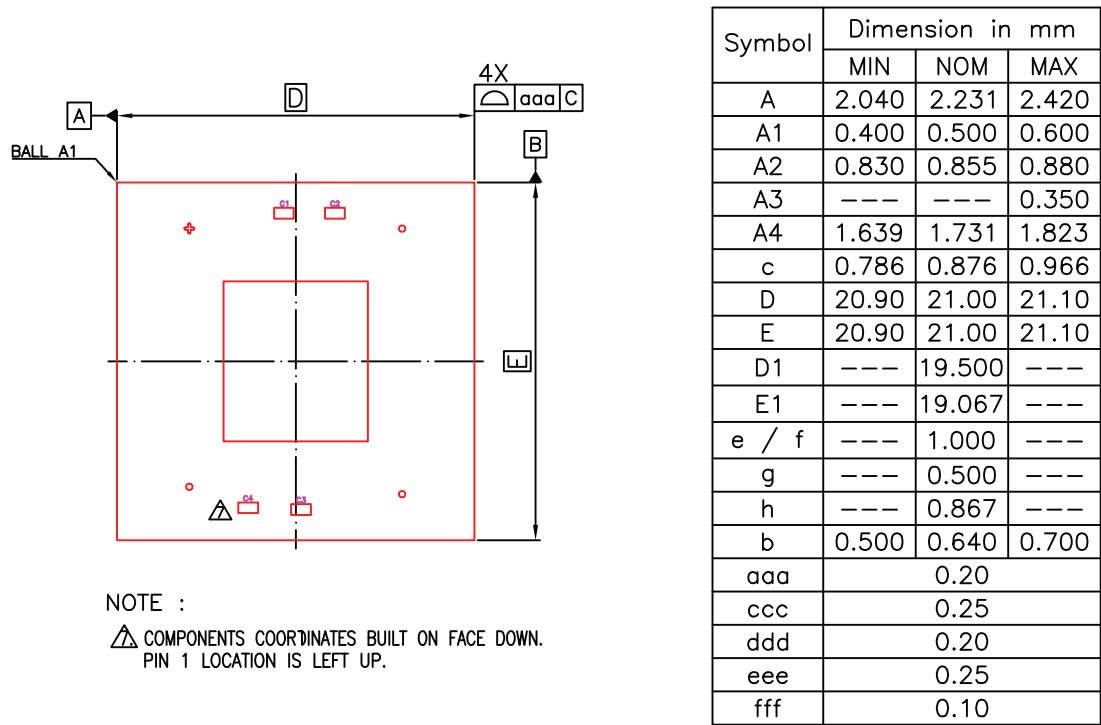 4X
D
aaa C
A
B
BALL A1
C1
C2
E
C4
C3
7
NOTE :
7. COMPONENTS COORDINATES BUILT ON FACE DOWN.
PIN 1 LOCATION IS LEFT UP.
Symbol Dimension in mm
MIN NOM MAX
A 2.040 2.231 2.420
A1 0.400 0.500 0.600
A2 0.830 0.855 0.880
A3 --- --- 0.350
A4 1.639 1.731 1.823
c 0.786 0.876 0.966
D 20.90 21.00 21.10
E 20.90 21.00 21.10
D1 --- 19.500 ---
E1 --- 19.067 ---
e / f --- 1.000 ---
g --- 0.500 ---
h --- 0.867 ---
b 0.500 0.640 0.700
aaa 0.20
ccc 0.25
ddd 0.20
eee 0.25
fff 0.10